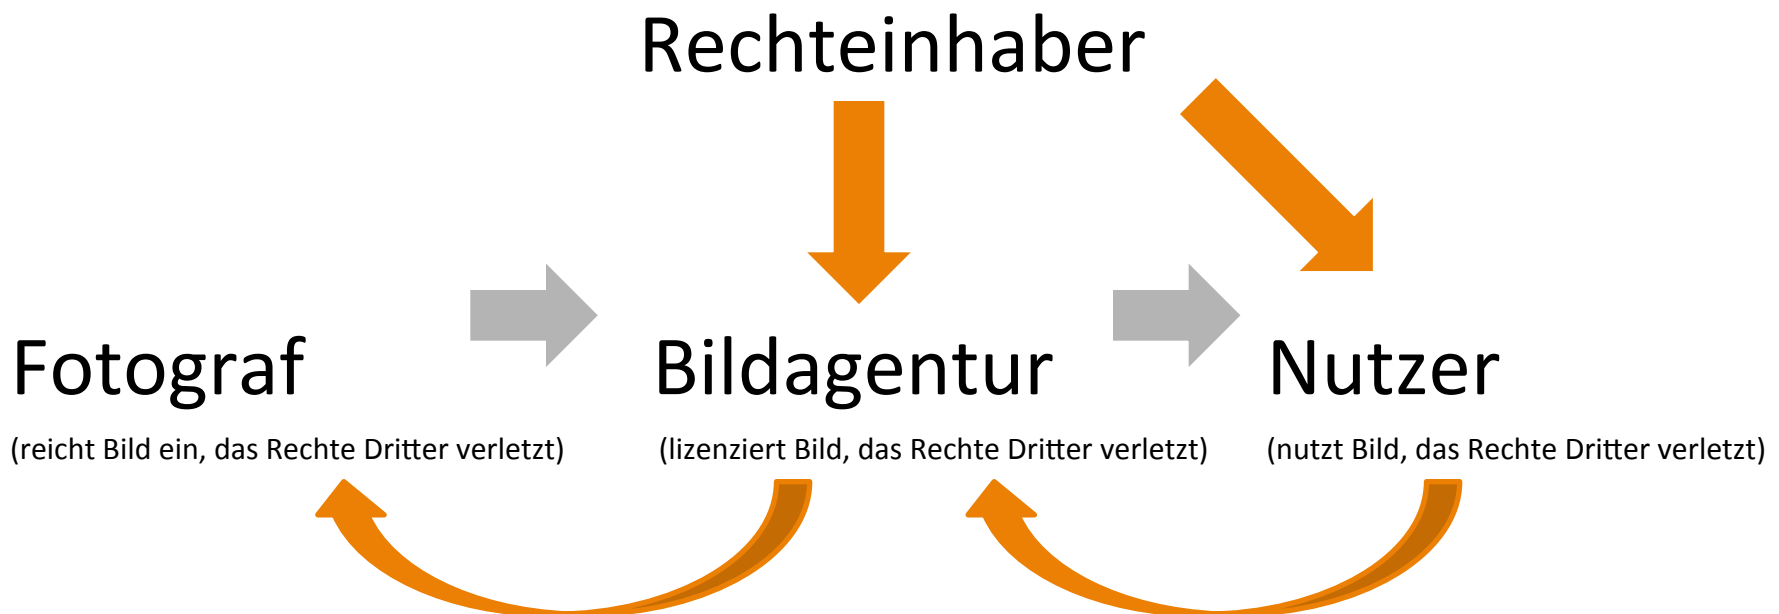 Rechteinhaber
Fotograf
Bildagentur
Nutzer
(reicht Bild ein, das Rechte Dritter verletzt)
(lizenziert Bild, das Rechte Dritter verletzt)
(nutzt Bild, das Rechte Dritter verletzt)